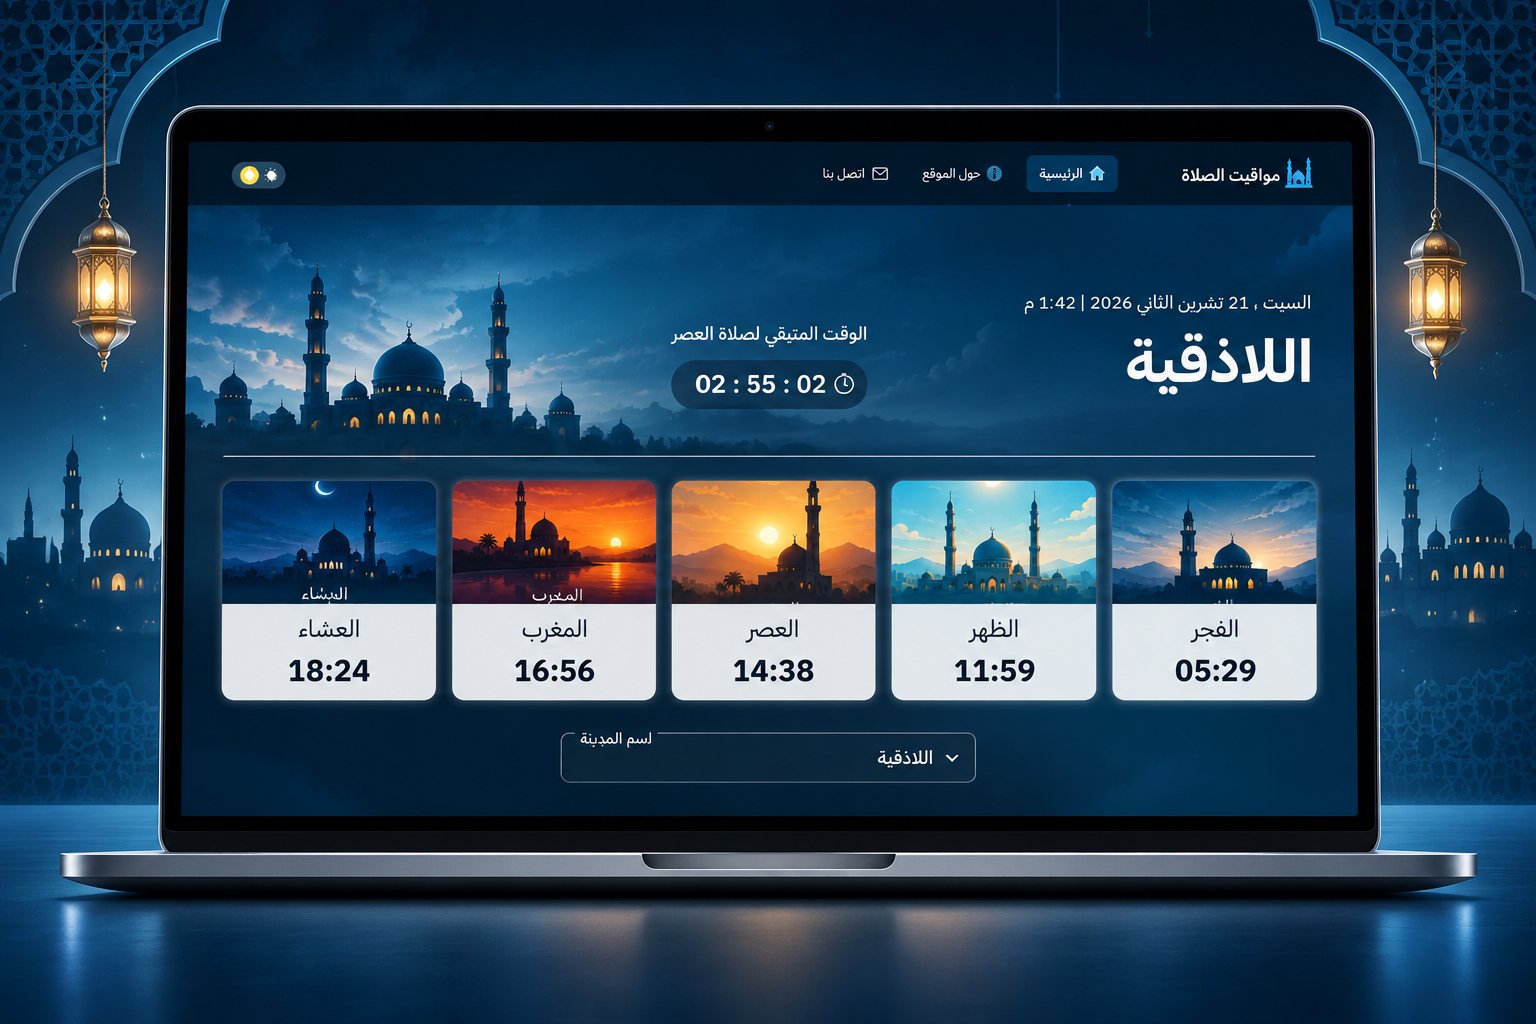 مواقيت الصلاة
الرئيسية
حول الموقع
اتصل بنا
السبت ، 21 تشرين الثاني 2026 | 1:42 م
اللاذقية
الوقت المتيقي لصلاة العصر
02 : 55 : 02
الفجر
05:29
الظهر
11:59
العصر
14:38
المغرب
المغرب
16:56
العشاء
العشاء
18:24
اسم المدينة
اللاذقية